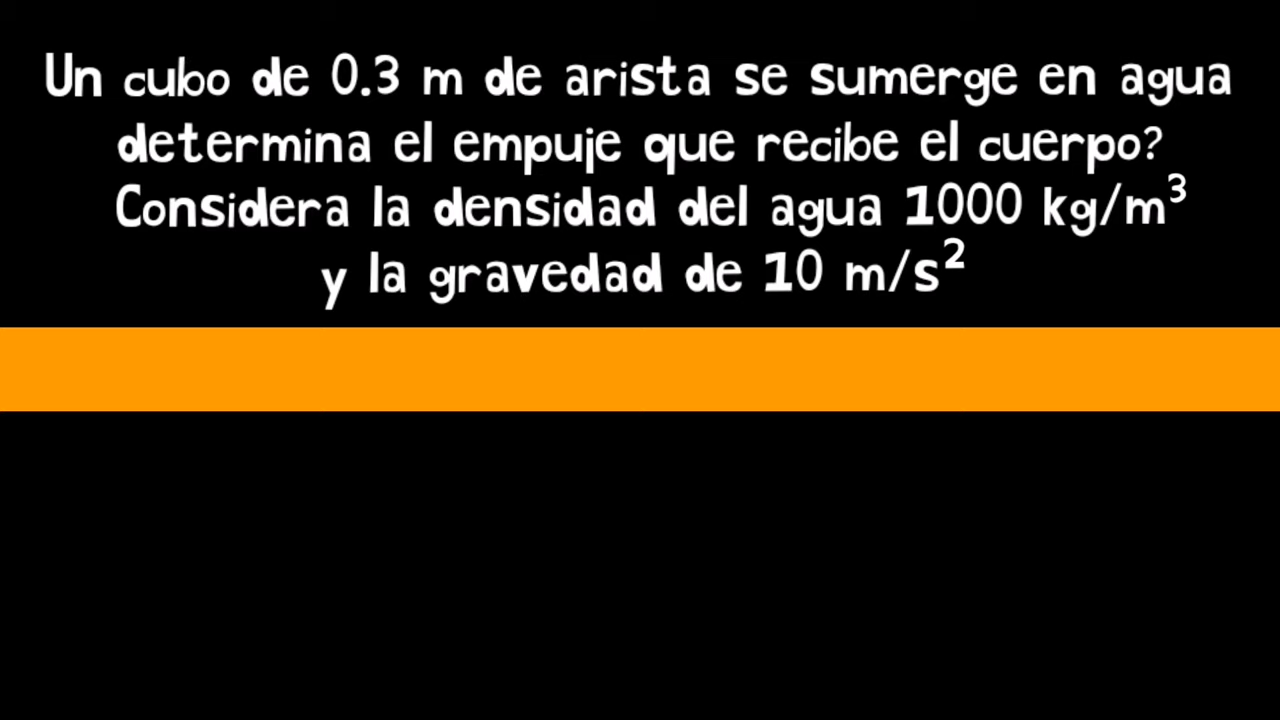 Un cubo de 0.3 m de arista se sumerge en agua
determina el empuje que recibe el cuerpo?
Considera la densidad del agua 1000 kg/m³
y la gravedad de 10 m/s²